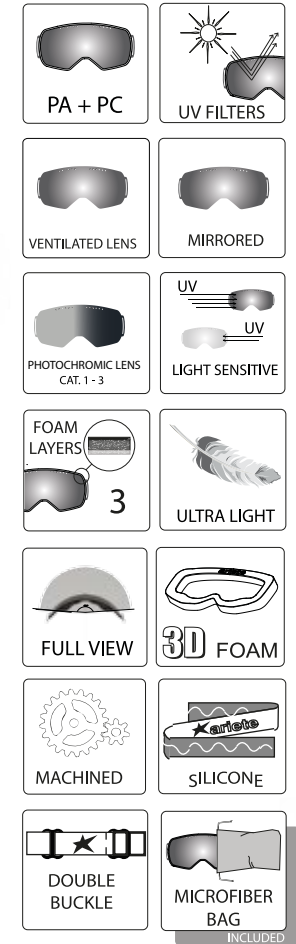 PA + PC
UV FILTERS
VENTILATED LENS
MIRRORED
PHOTOCHROMIC LENS
CAT. 1 - 3
UV
UV
LIGHT SENSITIVE
FOAM
LAYERS
3
ULTRA LIGHT
FULL VIEW
3D FOAM
MACHINED
ariete
SILICONE
DOUBLE
BUCKLE
MICROFIBER
BAG
INCLUDED